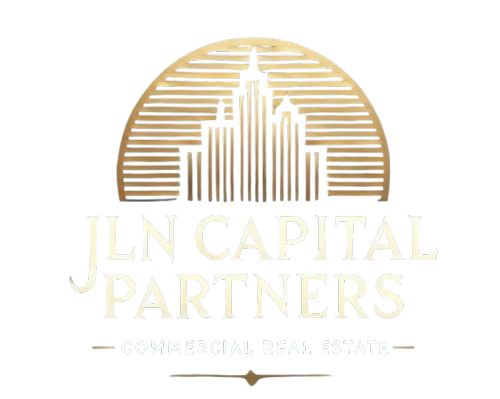 JLN CAPITAL
PARTNERS
COMMERCIAL REAL ESTATE